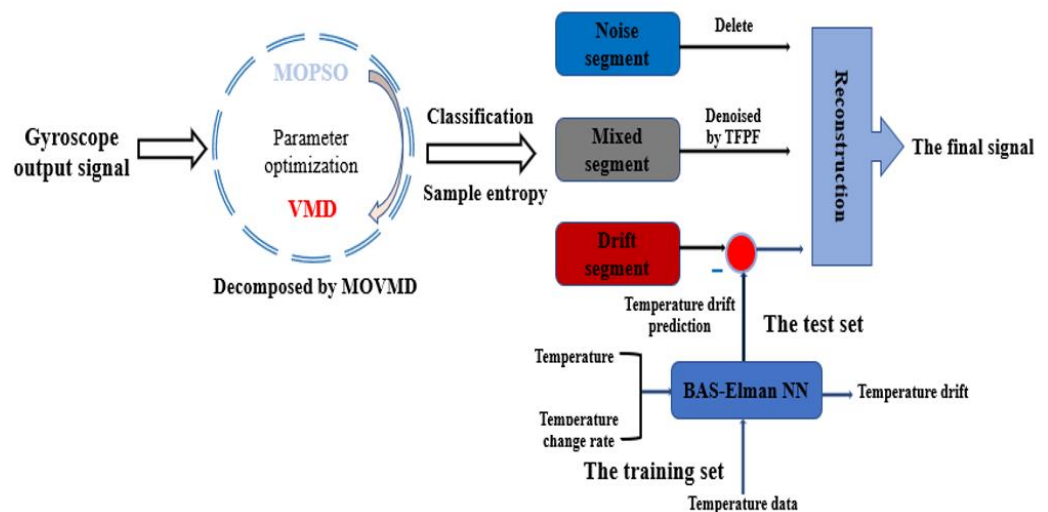 Gyroscope
output signal
MOPSO
Parameter
optimization
VMD
Decomposed by MOVMD
Classification
Sample entropy
Noise
segment
Delete
Mixed
segment
Denoised
by TFPF
Drift
segment
Reconstruction
The final signal
Temperature drift
prediction
The test set
Temperature
Temperature
change rate
BAS-Elman NN
Temperature drift
The training set
Temperature data